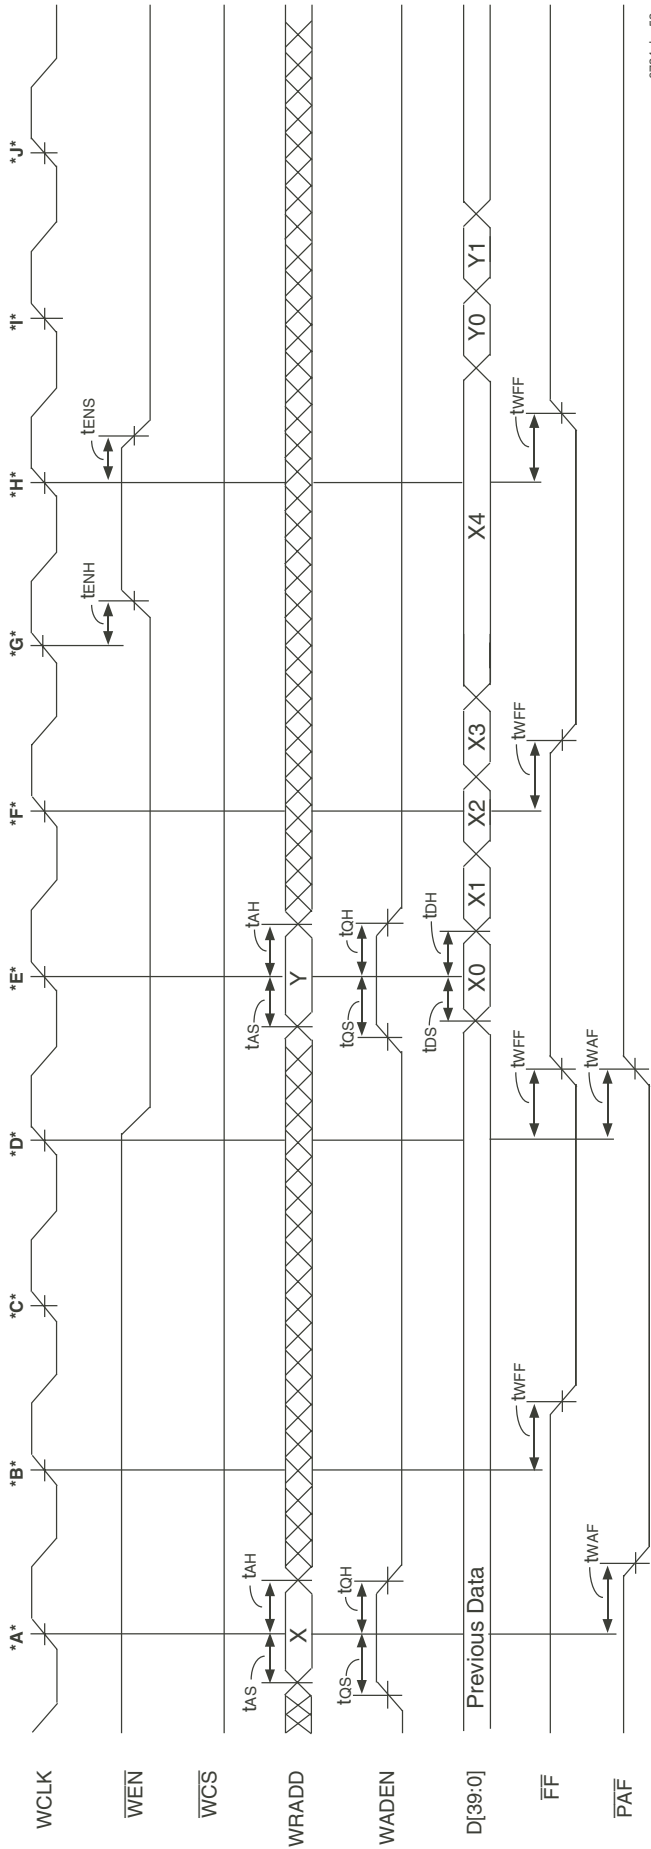 *A* *B* *C* *D* *E* *F* *G* *H* *I* *J*
WCLK
tENH tENS
WEN
WCS
tAS tAH tAS tAH
WRADD X Y
tQS tQH tQS tQH
WADEN
tDS tDH
D[39:0] Previous Data X0 X1 X2 X3 X4 Y0 Y1
tWFF tWFF tWFF tWFF
FF
tWAF tWAF
PAF